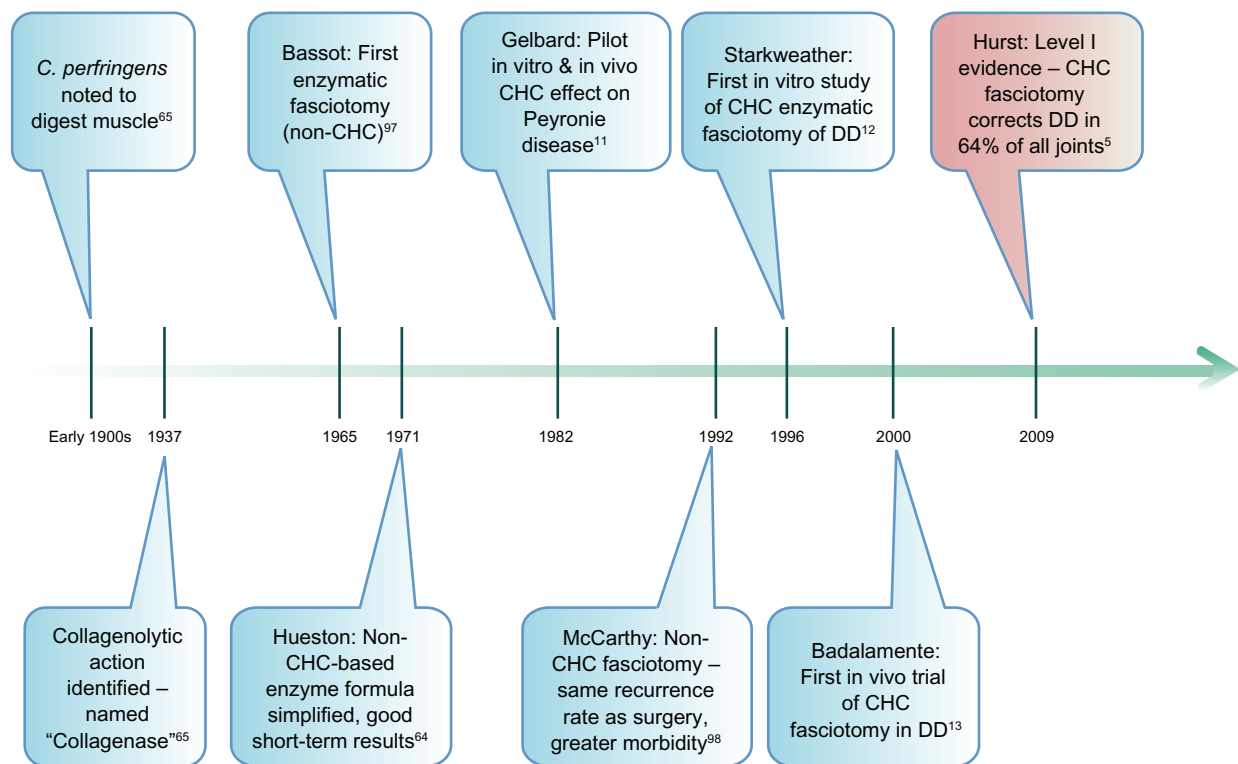 C. perfringens
noted to
digest muscle65
Bassot: First
enzymatic
fasciotomy
(non-CHC)97
Gelbard: Pilot
in vitro & in vivo
CHC effect on
Peyronie
disease11
Starkweather:
First in vitro study
of CHC enzymatic
fasciotomy of DD12
Hurst: Level I
evidence – CHC
fasciotomy
corrects DD in
64% of all joints5
Early 1900s
1937
1965
1971
1982
1992
1996
2000
2009
Collagenolytic
action
identified –
named
“Collagenase”65
Hueston: Non-
CHC-based
enzyme formula
simplified, good
short-term results64
McCarthy: Non-
CHC fasciotomy –
same recurrence
rate as surgery,
greater morbidity98
Badalamente:
First in vivo trial
of CHC
fasciotomy in DD13